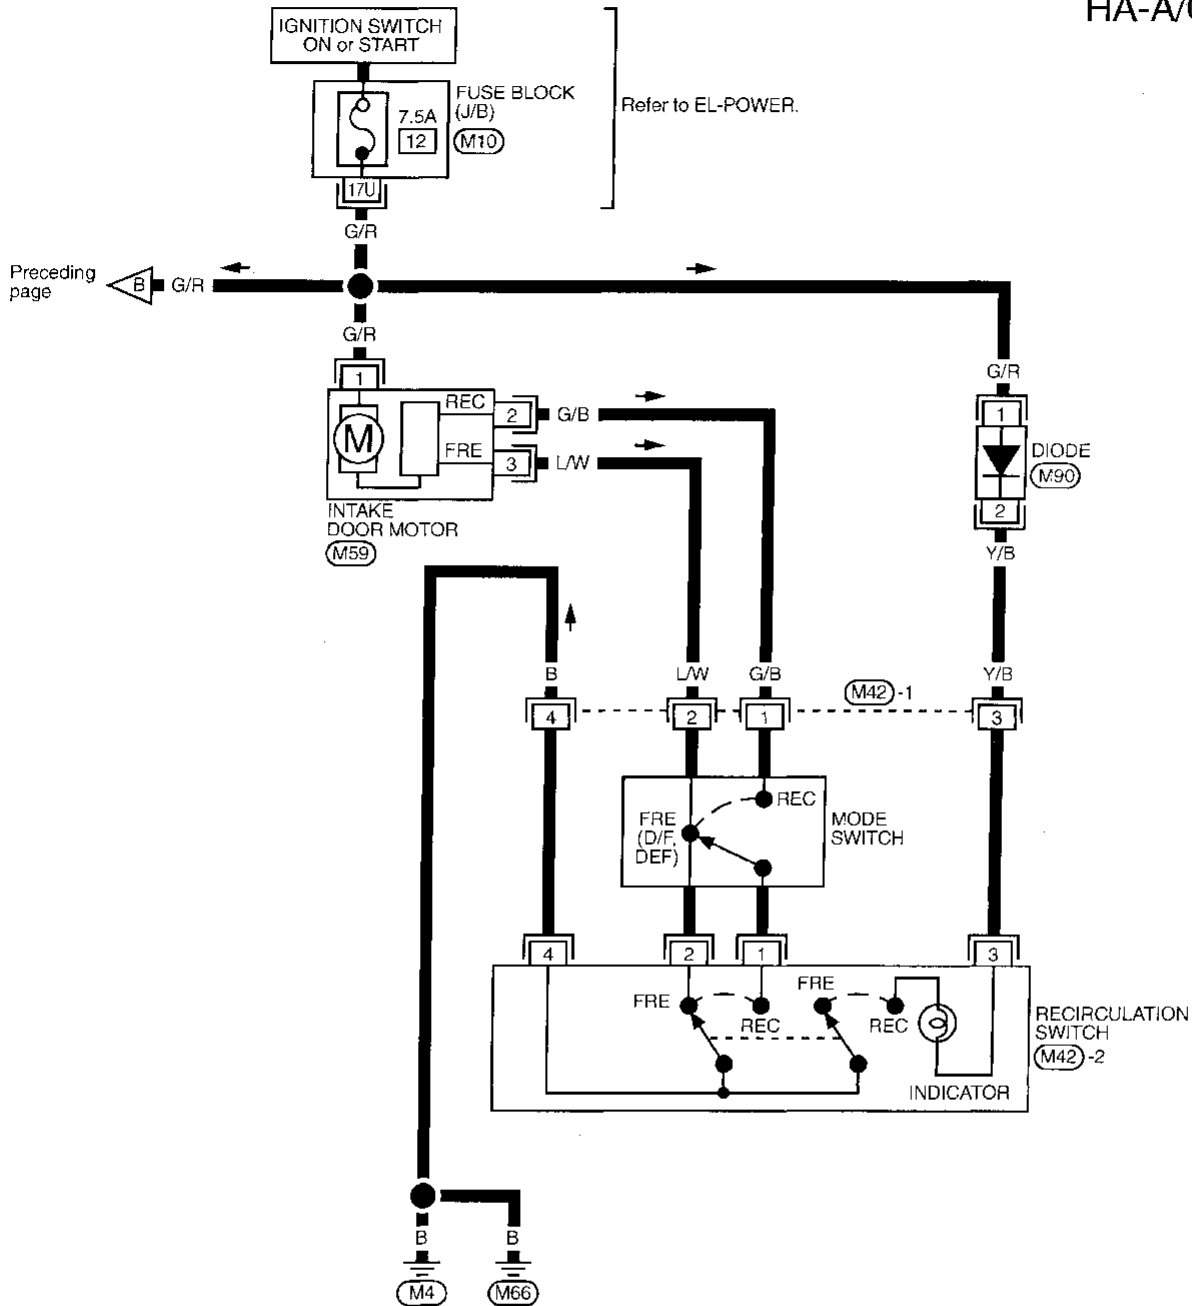 HA-A/
IGNITION SWITCH
ON or START
FUSE BLOCK
(J/B)
7.5A
12
M10
Refer to EL-POWER.
17U
G/R
Preceding
page
B
G/R
G/R
G/R
1
REC
2
G/B
M
FRE
3
L/W
1
DIODE
M90
2
INTAKE
DOOR MOTOR
M59
Y/B
B
L/W
G/B
Y/B
M42 -1
4
2
1
3
REC
FRE
(D/F,
DEF)
MODE
SWITCH
4
2
1
3
FRE
REC
FRE
REC
RECIRCULATION
SWITCH
M42 -2
INDICATOR
B
B
M4
M66